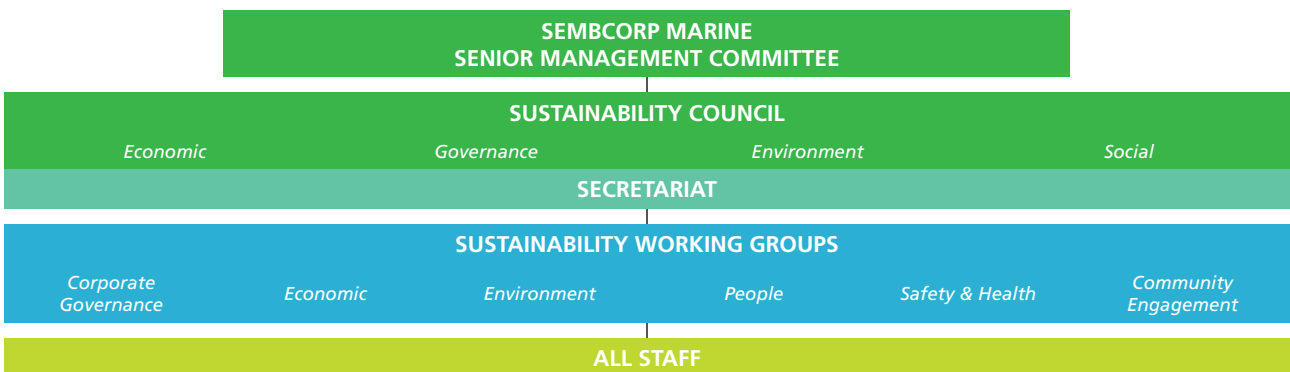 SEMBCORP MARINE
SENIOR MANAGEMENT COMMITTEE
SUSTAINABILITY COUNCIL
Economic Governance Environment Social
SECRETARIAT
SUSTAINABILITY WORKING GROUPS
Corporate
Governance
Economic
Environment
People
Safety & Health
Community
Engagement
ALL STAFF